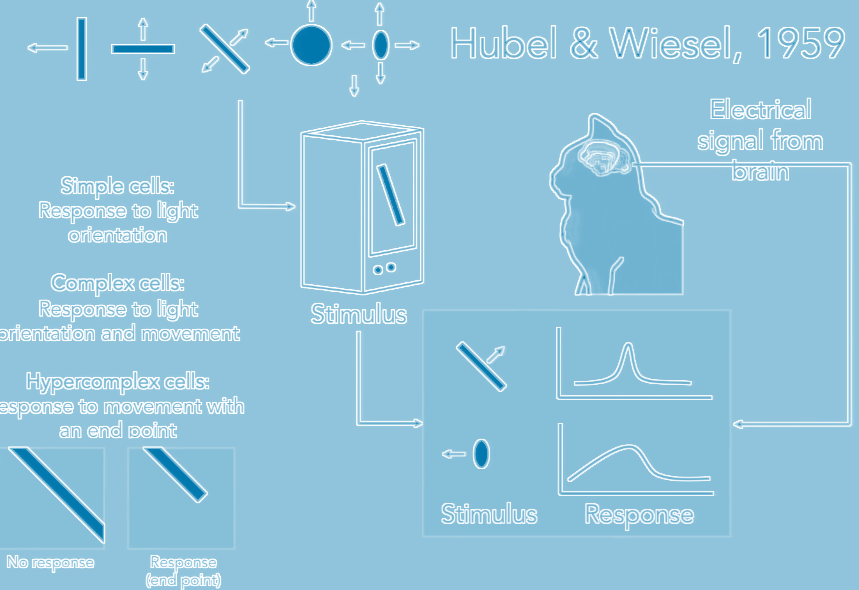 Hubel & Wiesel, 1959
Electrical
signal from
brain
Simple cells:
Response to light
orientation
Complex cells:
Response to light
orientation and movement
Hypercomplex cells:
response to movement with
an end point
No response
Response
(end point)
Stimulus
Stimulus
Response